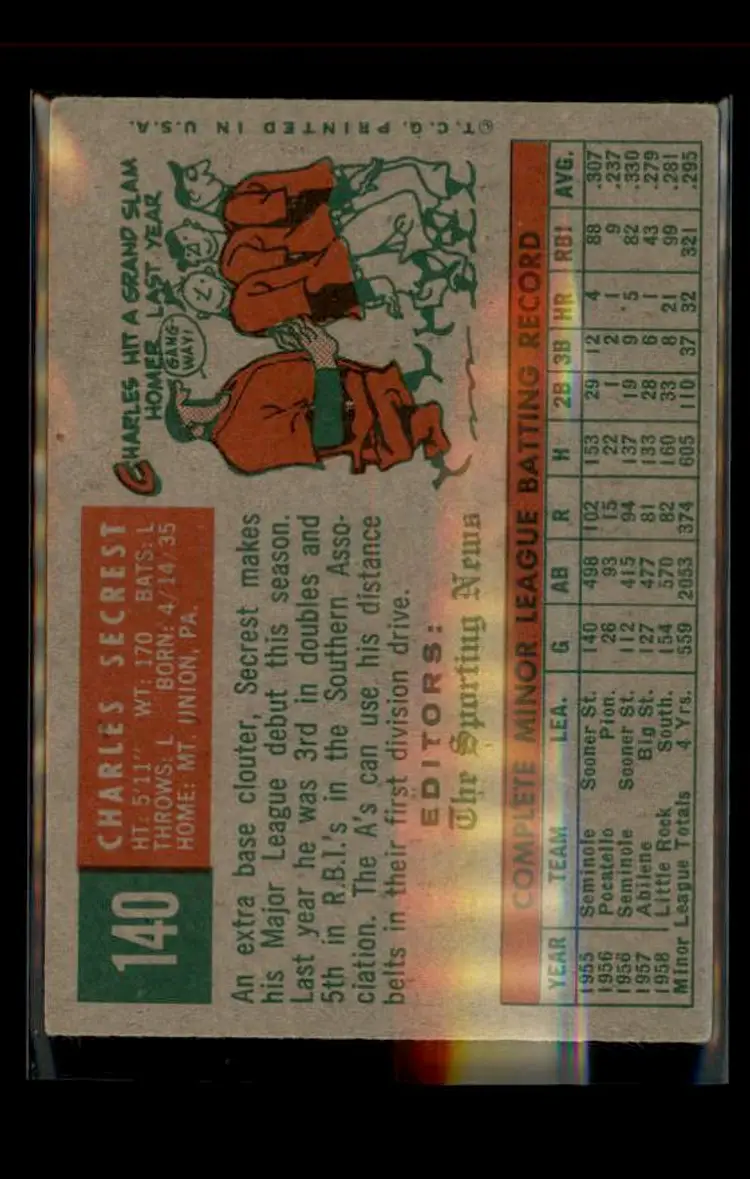 140
CHARLES SECREST
HT: 5'11" WT: 170 BATS: L
THROWS: L BORN: 4/14/35
HOME: MT. UNION, PA.
CHARLES HIT A GRAND SLAM
HOMER LAST YEAR
GANG-
WAY!
An extra base clouter, Secrest makes
his Major League debut this season.
Last year he was 3rd in doubles and
5th in R.B.I.'s in the Southern Asso-
ciation. The A's can use his distance
belts in their first division drive.
EDITORS:
The Sporting News
©T.C.G. PRINTED IN U.S.A.
COMPLETE MINOR LEAGUE BATTING RECORD
YEAR TEAM LEA. G AB R H 2B 3B HR RBI AVG.
1955 Seminole Sooner St. 140 498 102 153 29 12 4 88 .307
1956 Pocatello Pion. 26 93 15 22 1 2 1 9 .237
1956 Seminole Sooner St. 112 415 94 137 19 9 5 82 .330
1957 Abilene Big St. 127 477 81 133 28 6 1 43 .279
1958 Little Rock South. 154 570 82 160 33 8 21 99 .281
Minor League Totals 4 Yrs. 559 2053 374 605 110 37 32 321 .295